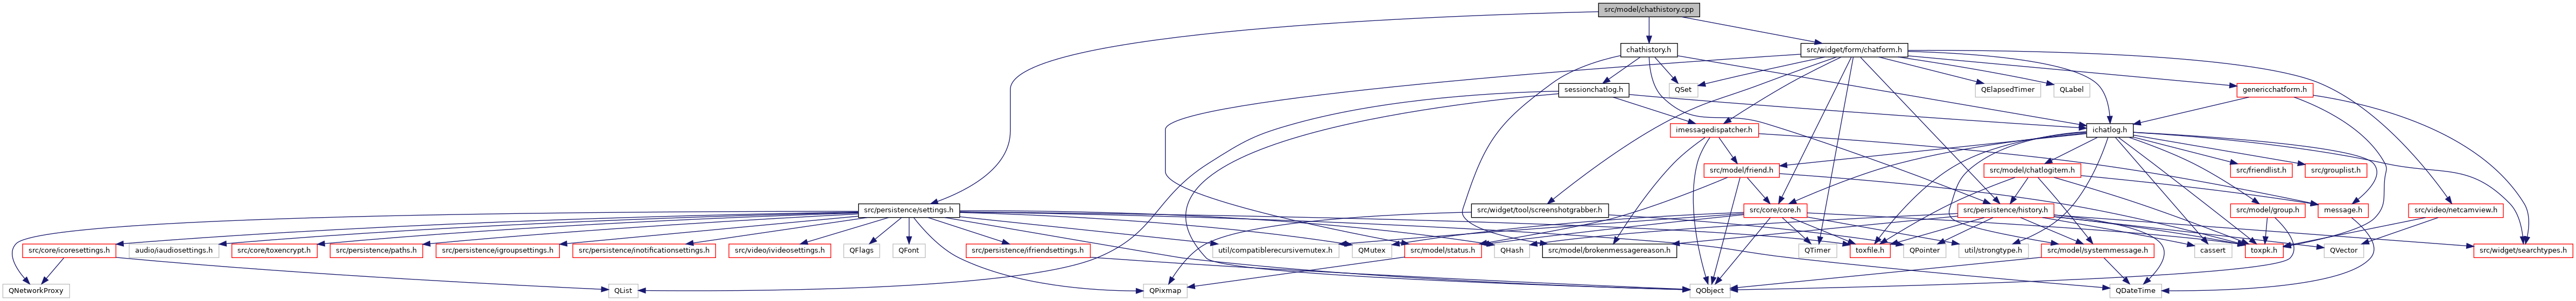 src/model/chathistory.cpp
chathistory.h
src/widget/form/chatform.h
sessionchatlog.h
QSet
QElapsedTimer
QLabel
genericchatform.h
imessagedispatcher.h
ichatlog.h
src/model/friend.h
src/model/chatlogitem.h
src/friendlist.h
src/grouplist.h
src/persistence/settings.h
src/widget/tool/screenshotgrabber.h
src/core/core.h
src/persistence/history.h
src/model/group.h
message.h
src/video/netcamview.h
src/core/icoresettings.h
audio/iaudiosettings.h
src/core/toxencrypt.h
src/persistence/paths.h
src/persistence/igroupsettings.h
src/persistence/inotificationsettings.h
src/video/ivideosettings.h
QFlags
QFont
src/persistence/ifriendsettings.h
util/compatiblerecursivemutex.h
QMutex
src/model/status.h
QHash
src/model/brokenmessagereason.h
QTimer
toxfile.h
QPointer
util/strongtype.h
src/model/systemmessage.h
cassert
toxpk.h
QVector
src/widget/searchtypes.h
QNetworkProxy
QList
QPixmap
QObject
QDateTime